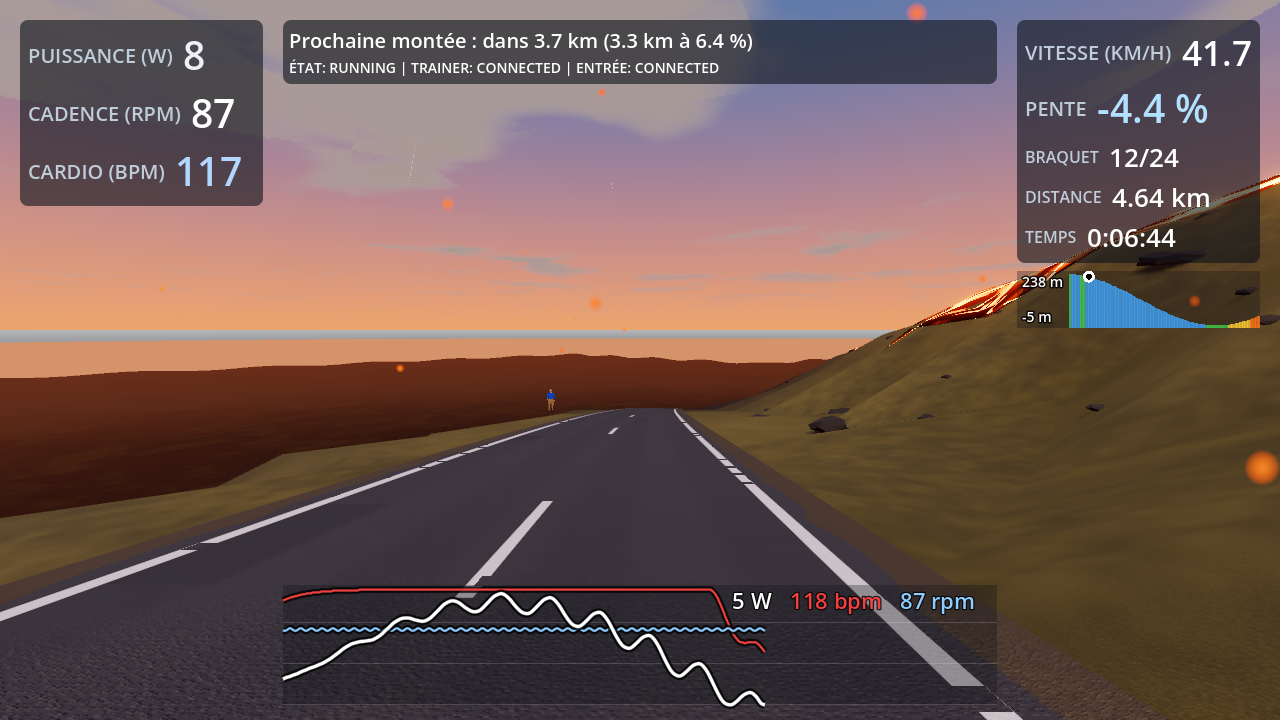 PUISSANCE (W) 8
CADENCE (RPM) 87
CARDIO (BPM) 117
Prochaine montée : dans 3.7 km (3.3 km à 6.4 %)
ÉTAT: RUNNING | TRAINER: CONNECTED | ENTRÉE: CONNECTED
VITESSE (KM/H) 41.7
PENTE -4.4 %
BRAQUET 12/24
DISTANCE 4.64 km
TEMPS 0:06:44
238 m
-5 m
5 W 118 bpm 87 rpm